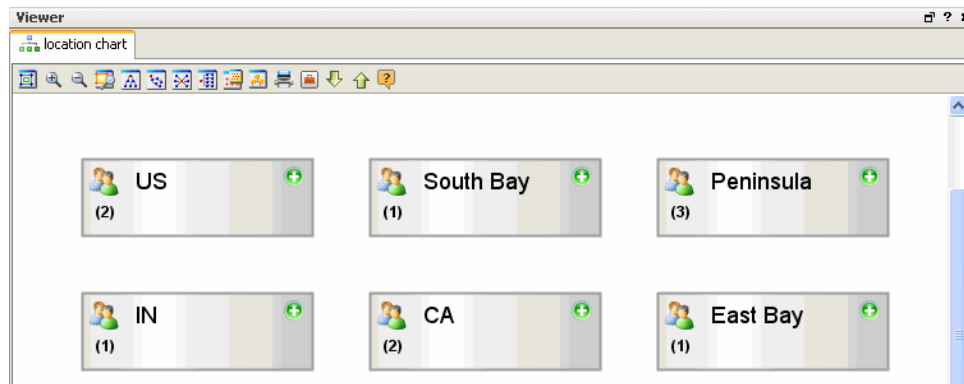 Viewer
location chart
US
South Bay
Peninsula
(2)
(1)
(3)
IN
CA
East Bay
(1)
(2)
(1)